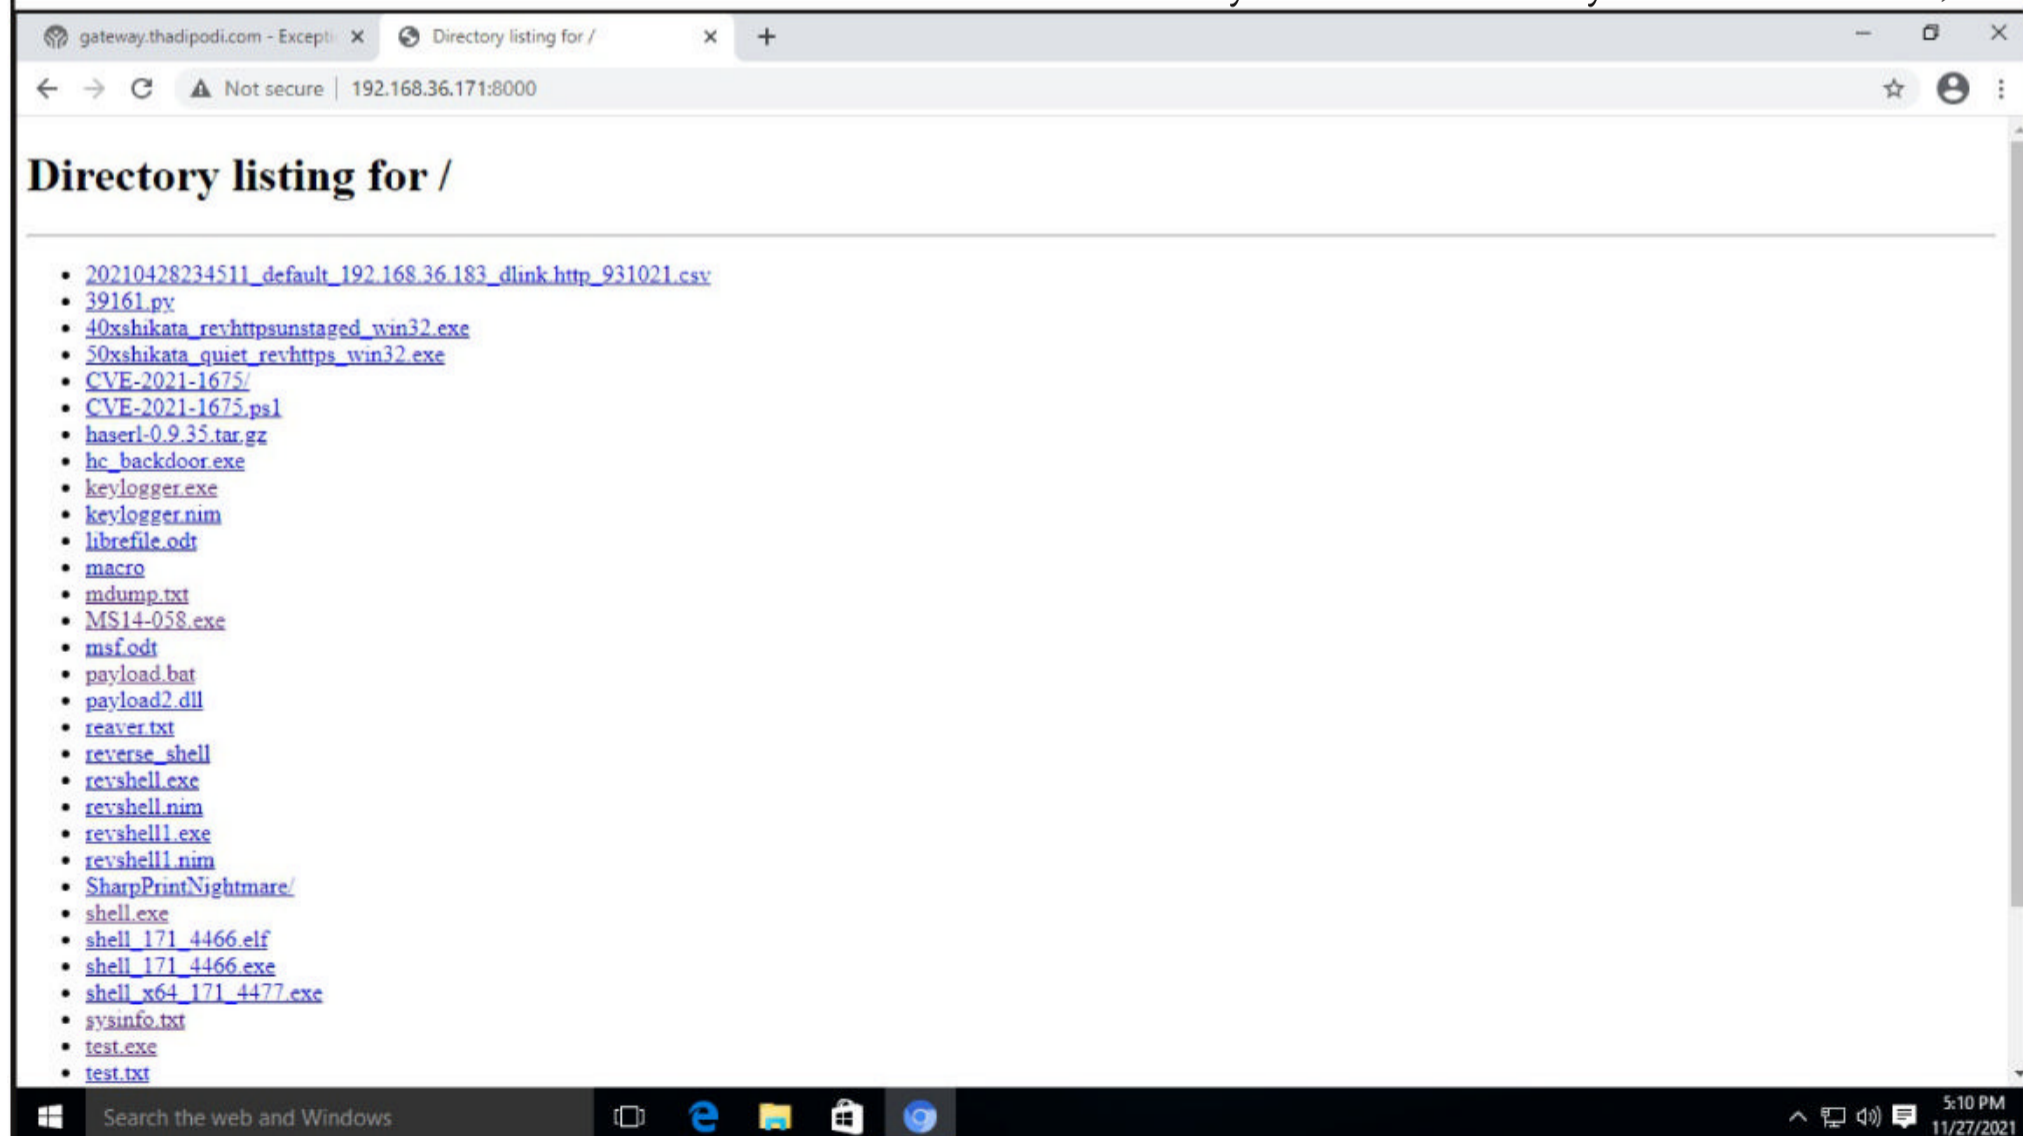 gateway.thadipodi.com - Excepti
Directory listing for /
Not secure | 192.168.36.171:8000
Directory listing for /
20210428234511_default_192.168.36.183_dlink.http_931021.csv
39161.py
40xshikata_revhttpsunstaged_win32.exe
50xshikata_quiet_revhttps_win32.exe
CVE-2021-1675/
CVE-2021-1675.ps1
haserl-0.9.35.tar.gz
hc_backdoor.exe
keylogger.exe
keylogger.nim
librefile.odt
macro
mdump.txt
MS14-058.exe
msf.odt
payload.bat
payload2.dll
reaver.txt
reverse_shell
revshell.exe
revshell.nim
revshell1.exe
revshell1.nim
SharpPrintNightmare/
shell.exe
shell_171_4466.elf
shell_171_4466.exe
shell_x64_171_4477.exe
sysinfo.txt
test.exe
test.txt
Search the web and Windows
5:10 PM
11/27/2021